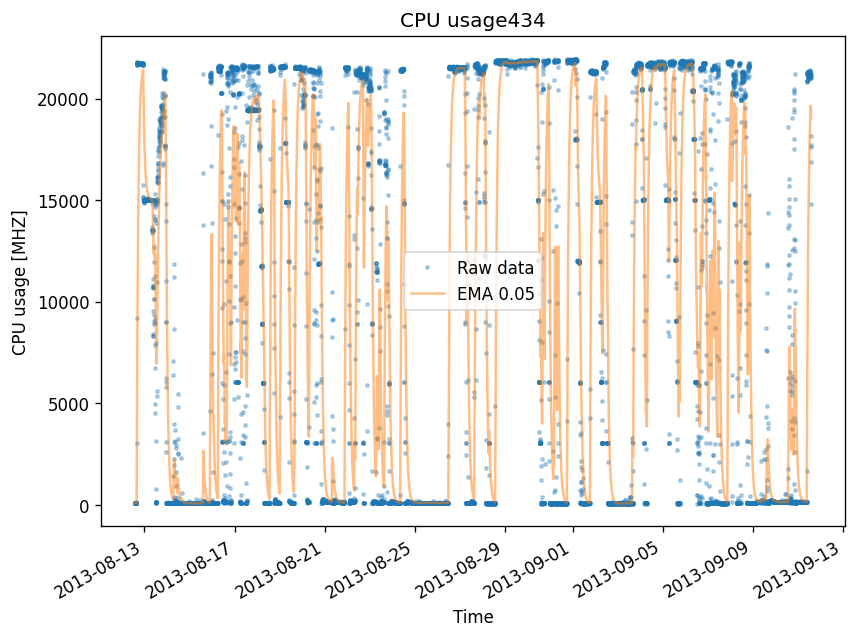 CPU usage434
CPU usage [MHZ]
20000
15000
10000
5000
0
Raw data
EMA 0.05
2013-08-13
2013-08-17
2013-08-21
2013-08-25
2013-08-29
2013-09-01
2013-09-05
2013-09-09
2013-09-13
Time